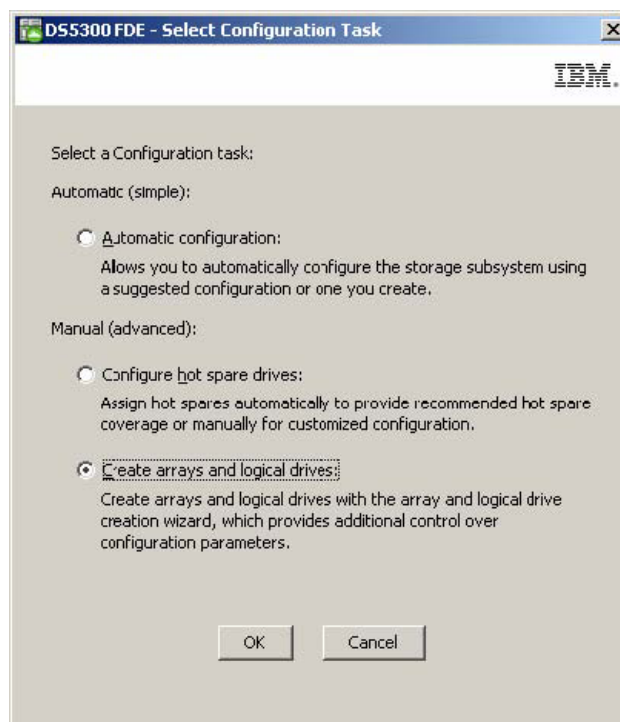 DS5300 FDE - Select Configuration Task
IBM.
Select a Configuration task:
Automatic (simple):
Automatic configuration:
Allows you to automatically configure the storage subsystem using
a suggested configuration or one you create.
Manual (advanced):
Configure hot spare drives:
Assign hot spares automatically to provide recommended hot spare
coverage or manually for customized configuration.
Create arrays and logical drives:
Create arrays and logical drives with the array and logical drive
creation wizard, which provides additional control over
configuration parameters.
OK
Cancel